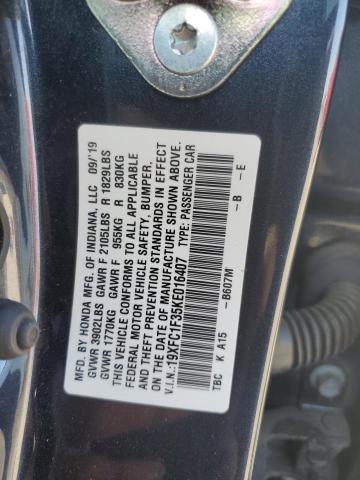 MFD. BY HONDA MFG. OF INDIANA, LLC 09/'19
GVWR 3902LBS GAWR F 2105LBS R 1829LBS
GVWR 1770KG GAWR F 955KG R 830KG
THIS VEHICLE CONFORMS TO ALL APPLICABLE
FEDERAL MOTOR VEHICLE SAFETY, BUMPER,
AND THEFT PREVENTION STANDARDS IN EFFECT
ON THE DATE OF MANUFACTURE SHOWN ABOVE.
V.I.N.:19XFC1F35KE016407 TYPE: PASSENGER CAR
-B607M -B -E
TBC K A15